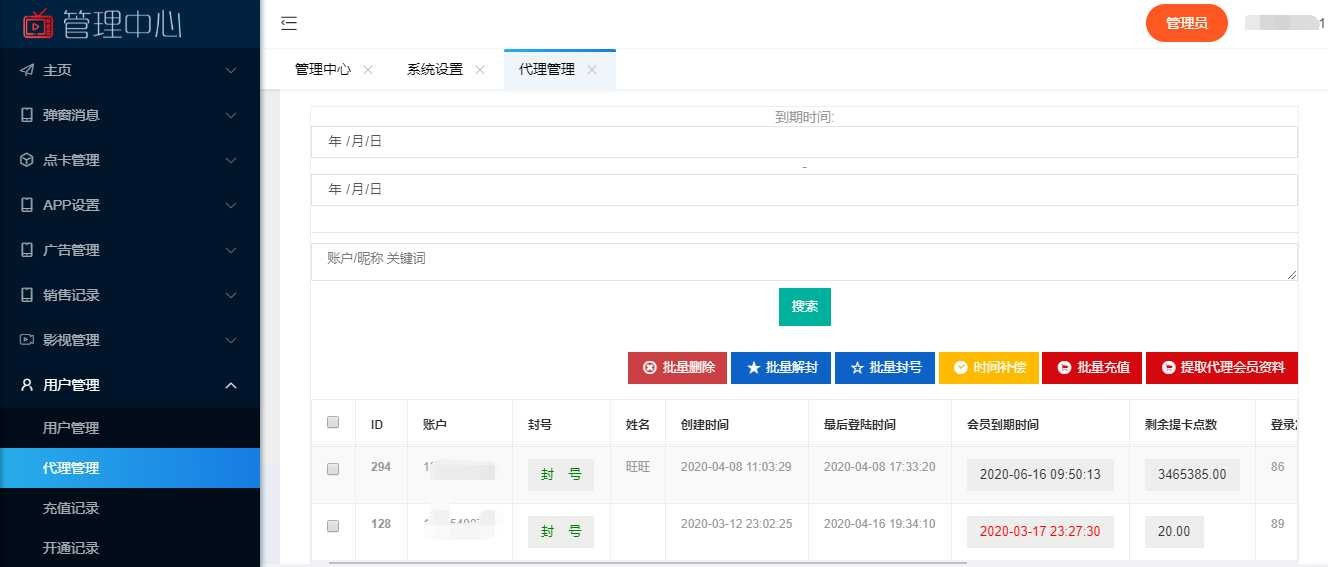 管理中心
管理员
1
主页
弹窗消息
点卡管理
APP设置
广告管理
销售记录
影视管理
用户管理
用户管理
代理管理
充值记录
开通记录
管理中心 系统设置 代理管理
到期时间:
年 /月/日
-
年 /月/日
账户/昵称 关键词
搜索
批量删除 批量解封 批量封号 时间补偿 批量充值 提取代理会员资料
ID 账户 封号 姓名 创建时间 最后登陆时间 会员到期时间 剩余提卡点数 登录
294 封 号 旺旺 2020-04-08 11:03:29 2020-04-08 17:33:20 2020-06-16 09:50:13 3465385.00 86
128 封 号 2020-03-12 23:02:25 2020-04-16 19:34:10 2020-03-17 23:27:30 20.00 89